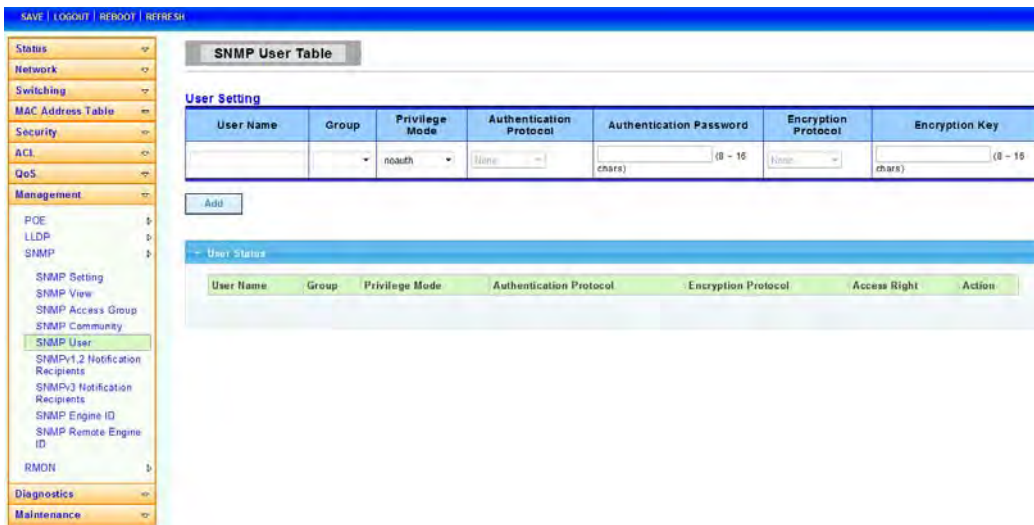 SAVE | LOGOUT | REBOOT | REFRESH
Status
Network
Switching
MAC Address Table
Security
ACL
QoS
Management
POE
LLDP
SNMP
SNMP Setting
SNMP View
SNMP Access Group
SNMP Community
SNMP User
SNMPv1,2 Notification
Recipients
SNMPv3 Notification
Recipients
SNMP Engine ID
SNMP Remote Engine
ID
RMON
Diagnostics
Maintenance
SNMP User Table
User Setting
User Name Group Privilege Mode Authentication Protocol Authentication Password Encryption Protocol Encryption Key
noauth None (8 ~ 16 chars) None (8 ~ 16 chars)
Add
User Status
User Name Group Privilege Mode Authentication Protocol Encryption Protocol Access Right Action